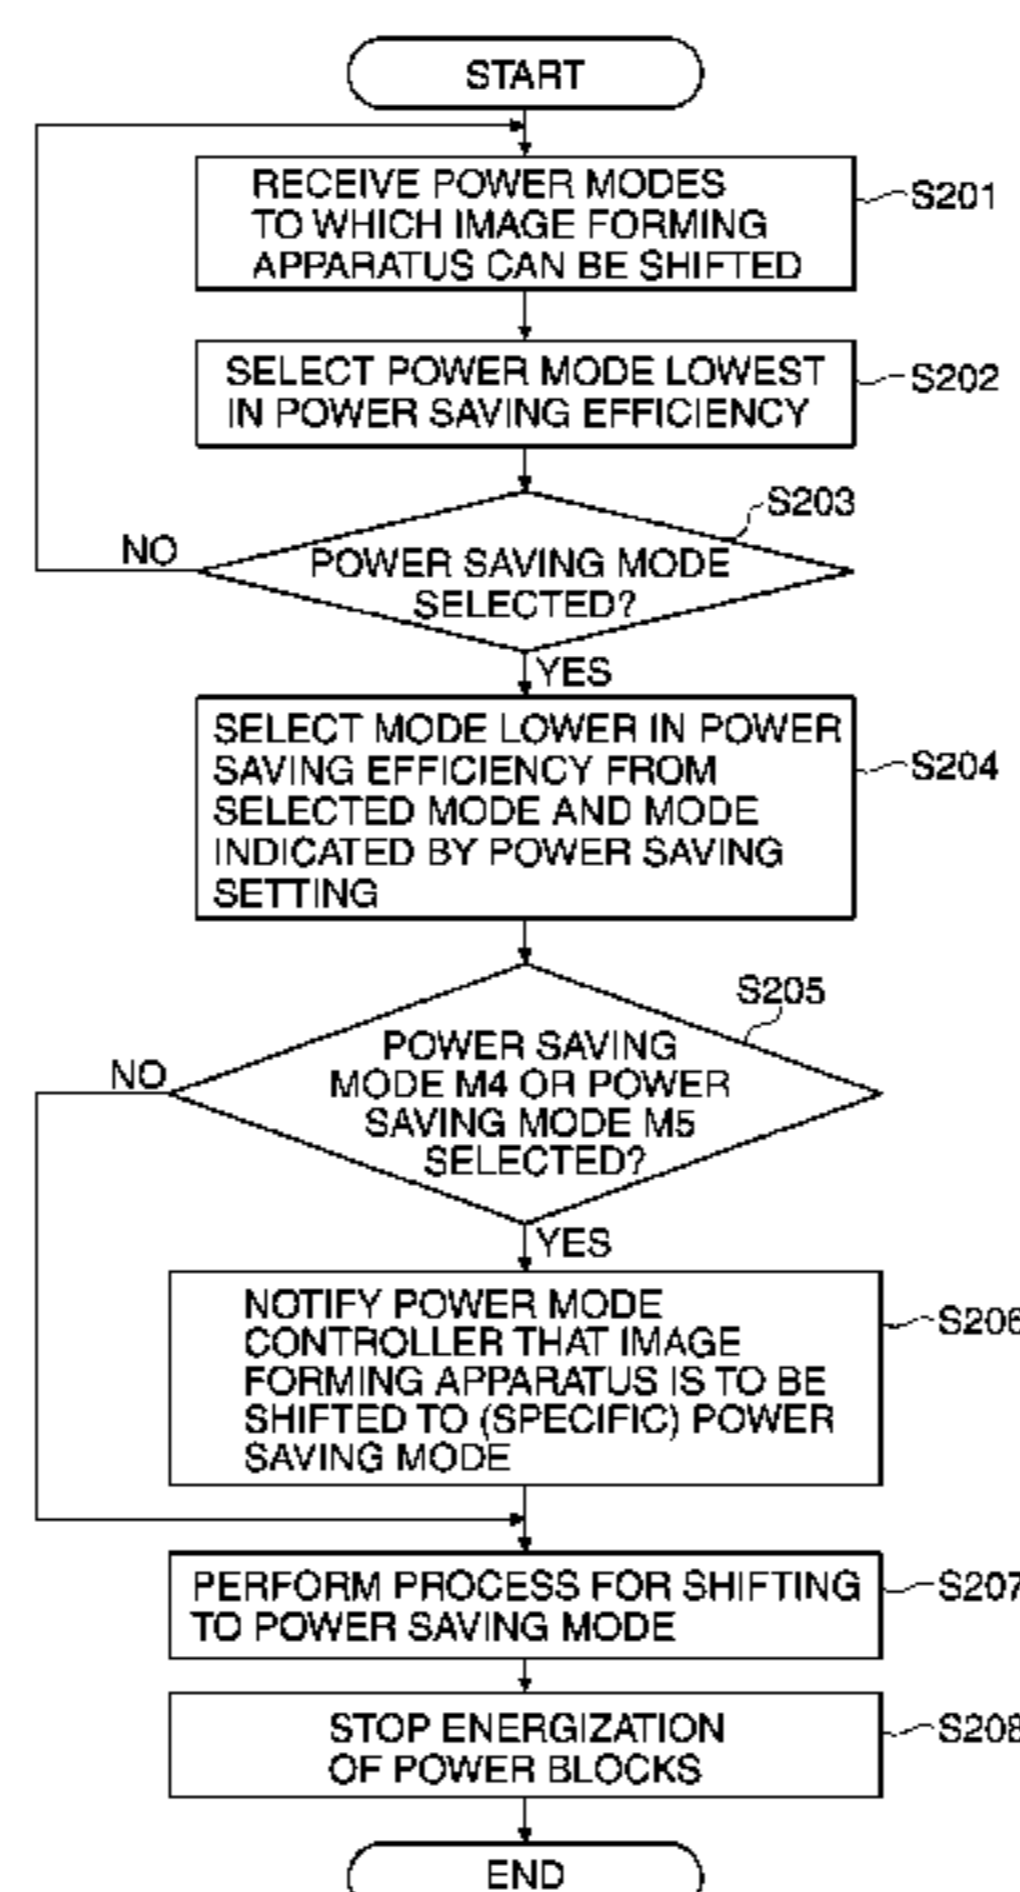 START
RECEIVE POWER MODES
TO WHICH IMAGE FORMING
APPARATUS CAN BE SHIFTED
S201
SELECT POWER MODE LOWEST
IN POWER SAVING EFFICIENCY
S202
S203
NO
POWER SAVING MODE
SELECTED?
YES
SELECT MODE LOWER IN POWER
SAVING EFFICIENCY FROM
SELECTED MODE AND MODE
INDICATED BY POWER SAVING
SETTING
S204
S205
NO
POWER SAVING
MODE M4 OR POWER
SAVING MODE M5
SELECTED?
YES
NOTIFY POWER MODE
CONTROLLER THAT IMAGE
FORMING APPARATUS IS TO BE
SHIFTED TO (SPECIFIC) POWER
SAVING MODE
S206
PERFORM PROCESS FOR SHIFTING
TO POWER SAVING MODE
S207
STOP ENERGIZATION
OF POWER BLOCKS
S208
END